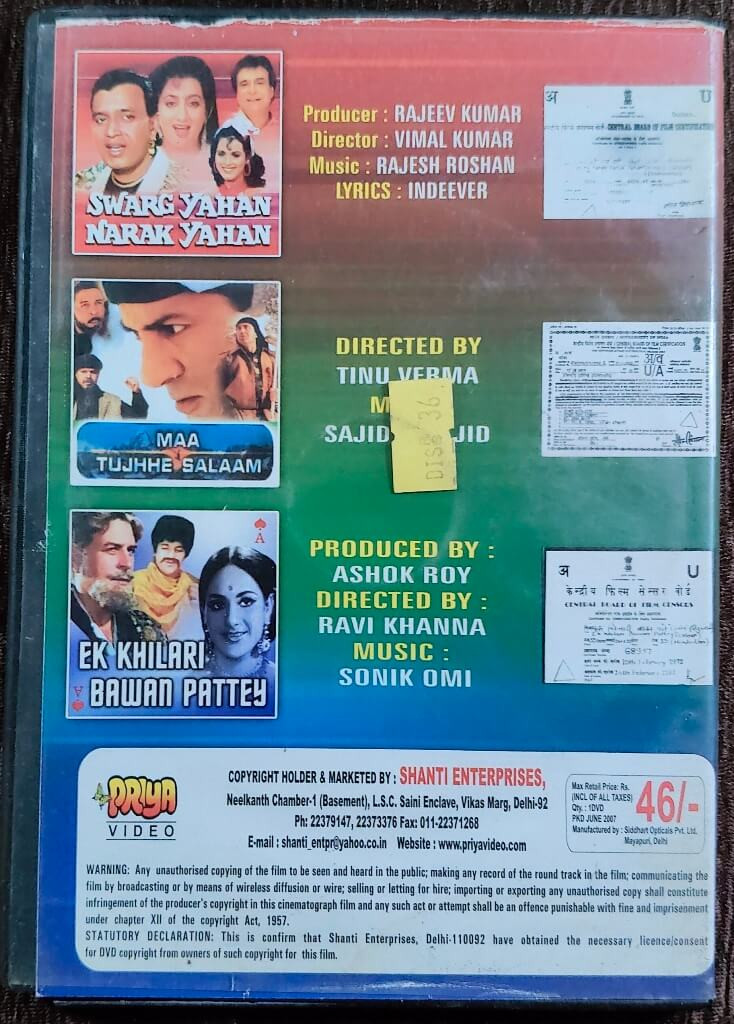 SWARG YAHAN
NARAK YAHAN
Producer : RAJEEV KUMAR
Director : VIMAL KUMAR
Music : RAJESH ROSHAN
LYRICS : INDEEVER
अ U
CENTRAL BOARD OF FILM CERTIFICATION
MAA
TUJHHE SALAAM
DIRECTED BY
TINU VERMA
M
SAJID JID
DISB 36
अ/व
U/A
EK KHILARI
BAWAN PATTEY
A
A
PRODUCED BY :
ASHOK ROY
DIRECTED BY :
RAVI KHANNA
MUSIC :
SONIK OMI
अ U
केन्द्रीय फिल्म सेन्सर बोर्ड
CENTRAL BOARD OF FILM CENSORS
PRIYA
VIDEO
COPYRIGHT HOLDER & MARKETED BY : SHANTI ENTERPRISES,
Neelkanth Chamber-1 (Basement), L.S.C. Saini Enclave, Vikas Marg, Delhi-92
Ph: 22379147, 22373376 Fax: 011-22371268
E-mail : shanti_entpr@yahoo.co.in Website : www.priyavideo.com
Max Retail Price: Rs.
(INCL OF ALL TAXES)
Qty. : 1DVD
PKD JUNE 2007
46/-
Manufactured by : Siddhart Opticals Pvt. Ltd.
Mayapuri, Delhi
WARNING: Any unauthorised copying of the film to be seen and heard in the public; making any record of the round track in the film; communicating the
film by broadcasting or by means of wireless diffusion or wire; selling or letting for hire; importing or exporting any unauthorised copy shall constitute
infringement of the producer's copyright in this cinematograph film and any such act or attempt shall be an offence punishable with fine and imprisenment
under chapter XII of the copyright Act, 1957.
STATUTORY DECLARATION: This is confirm that Shanti Enterprises, Delhi-110092 have obtained the necessary licence/consent
for DVD copyright from owners of such copyright for this film.